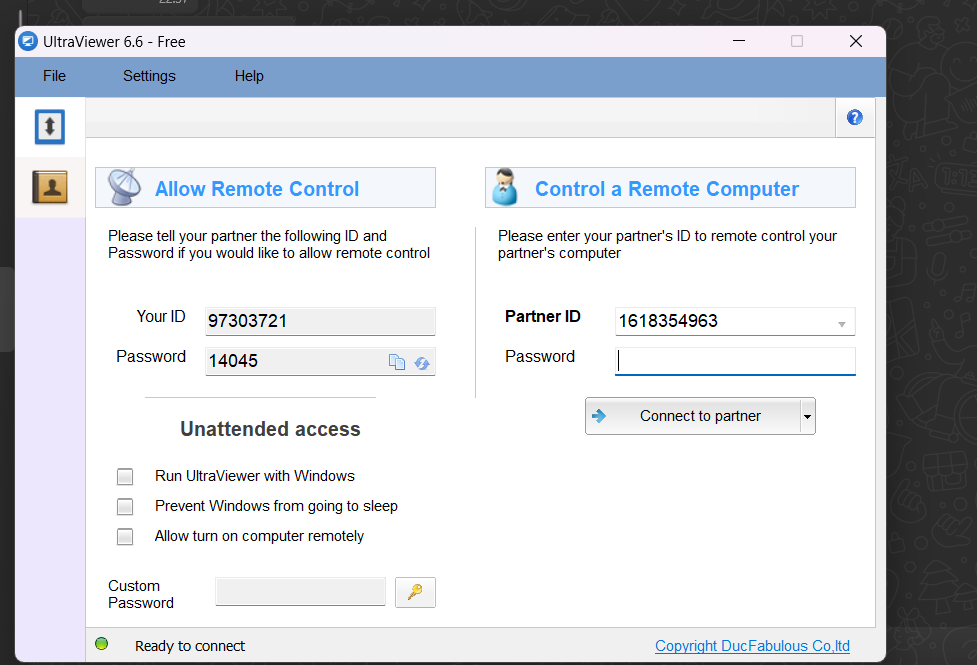 UltraViewer 6.6 - Free
File Settings Help
Allow Remote Control
Please tell your partner the following ID and
Password if you would like to allow remote control
Your ID 97303721
Password 14045
Unattended access
Run UltraViewer with Windows
Prevent Windows from going to sleep
Allow turn on computer remotely
Custom
Password
Control a Remote Computer
Please enter your partner's ID to remote control your
partner's computer
Partner ID 1618354963
Password
Connect to partner
Ready to connect
Copyright DucFabulous Co,ltd